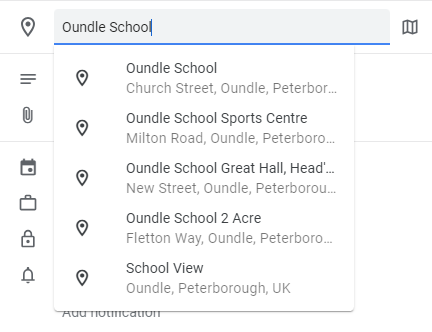 Oundle School
Oundle School
Church Street, Oundle, Peterbor...
Oundle School Sports Centre
Milton Road, Oundle, Peterboro...
Oundle School Great Hall, Head'...
New Street, Oundle, Peterborou...
Oundle School 2 Acre
Fletton Way, Oundle, Peterboro...
School View
Oundle, Peterborough, UK
Add notification